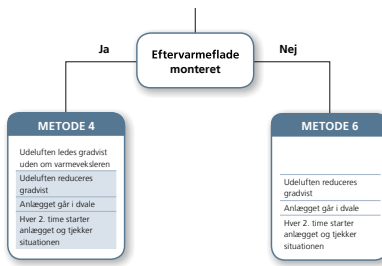 Ja
Eftervarmeflade
monteret
Nej
METODE 4
Udeluften ledes gradvist
uden om varmeveksleren
Udeluften reduceres
gradvist
Anlægget går i dvale
Hver 2. time starter
anlægget og tjekker
situationen
METODE 6
Udeluften reduceres
gradvist
Anlægget går i dvale
Hver 2. time starter
anlægget og tjekker
situationen